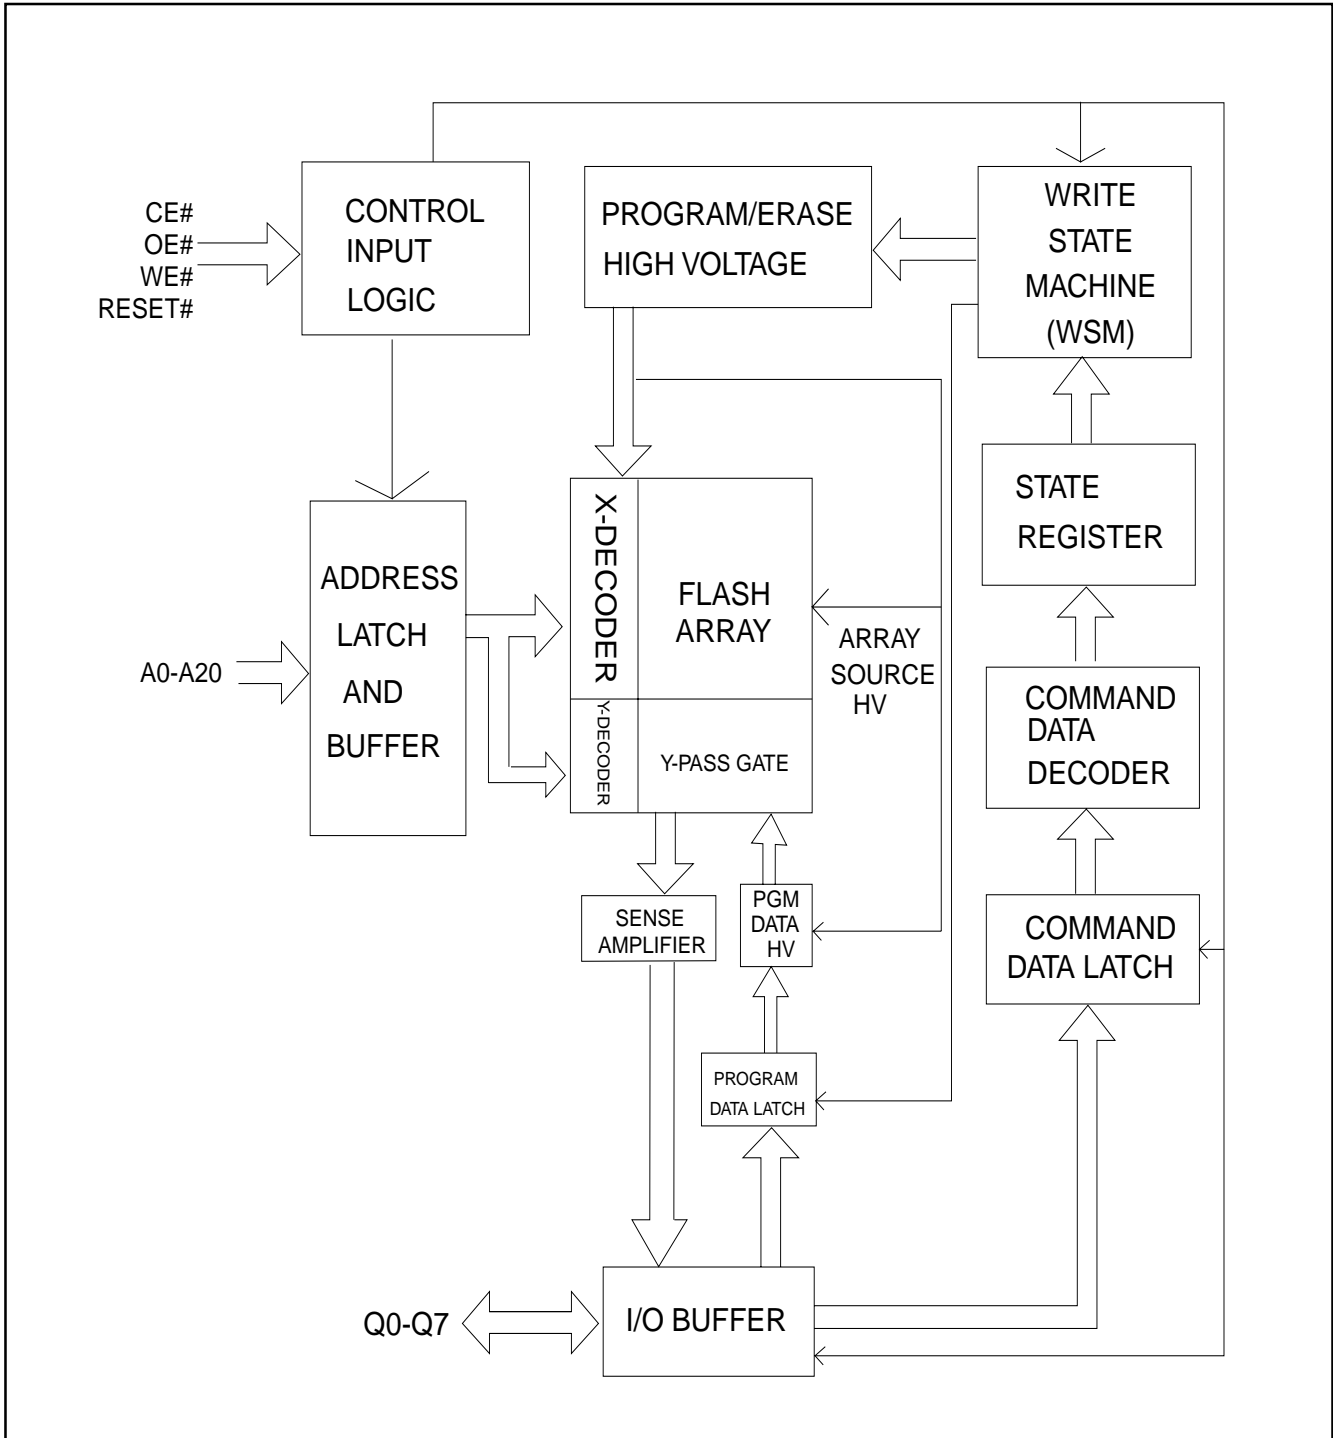 CE#
OE#
WE#
RESET#
CONTROL
INPUT
LOGIC
PROGRAM/ERASE
HIGH VOLTAGE
WRITE
STATE
MACHINE
(WSM)
STATE
REGISTER
ADDRESS
LATCH
AND
BUFFER
A0-A20
X-DECODER
FLASH
ARRAY
ARRAY
SOURCE
HV
Y-DECODER
Y-PASS GATE
COMMAND
DATA
DECODER
SENSE
AMPLIFIER
PGM
DATA
HV
COMMAND
DATA LATCH
PROGRAM
DATA LATCH
Q0-Q7
I/O BUFFER